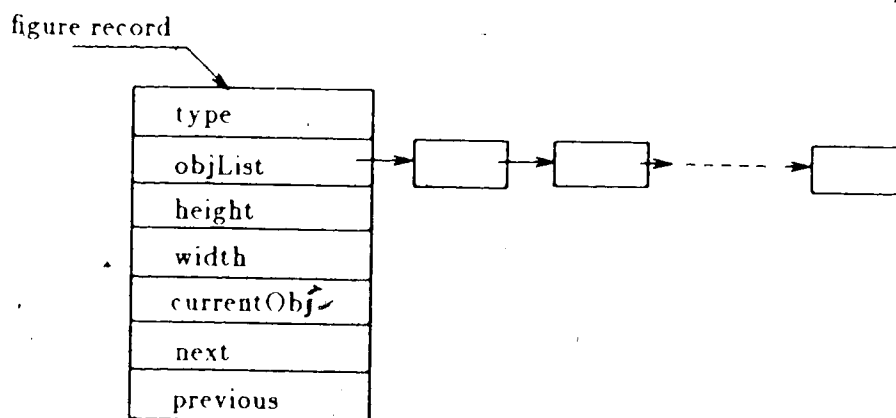 figure record
type
objList
height
width
currentObj
next
previous